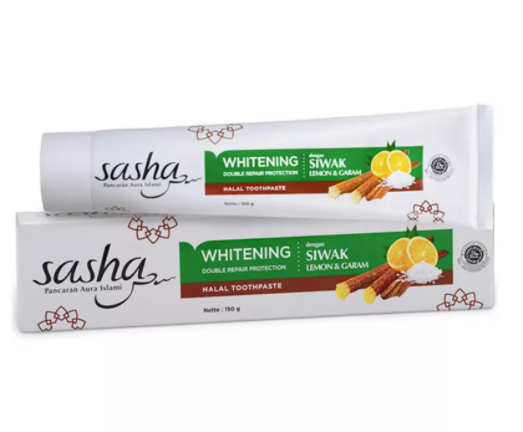 sasha
Pancaran Aura Islami
WHITENING
DOUBLE REPAIR PROTECTION
HALAL TOOTHPASTE
dengan
SIWAK
LEMON & GARAM
Netto : 150 g
sasha
Pancaran Aura Islami
WHITENING
DOUBLE REPAIR PROTECTION
HALAL TOOTHPASTE
dengan
SIWAK
LEMON & GARAM
Netto : 150 g